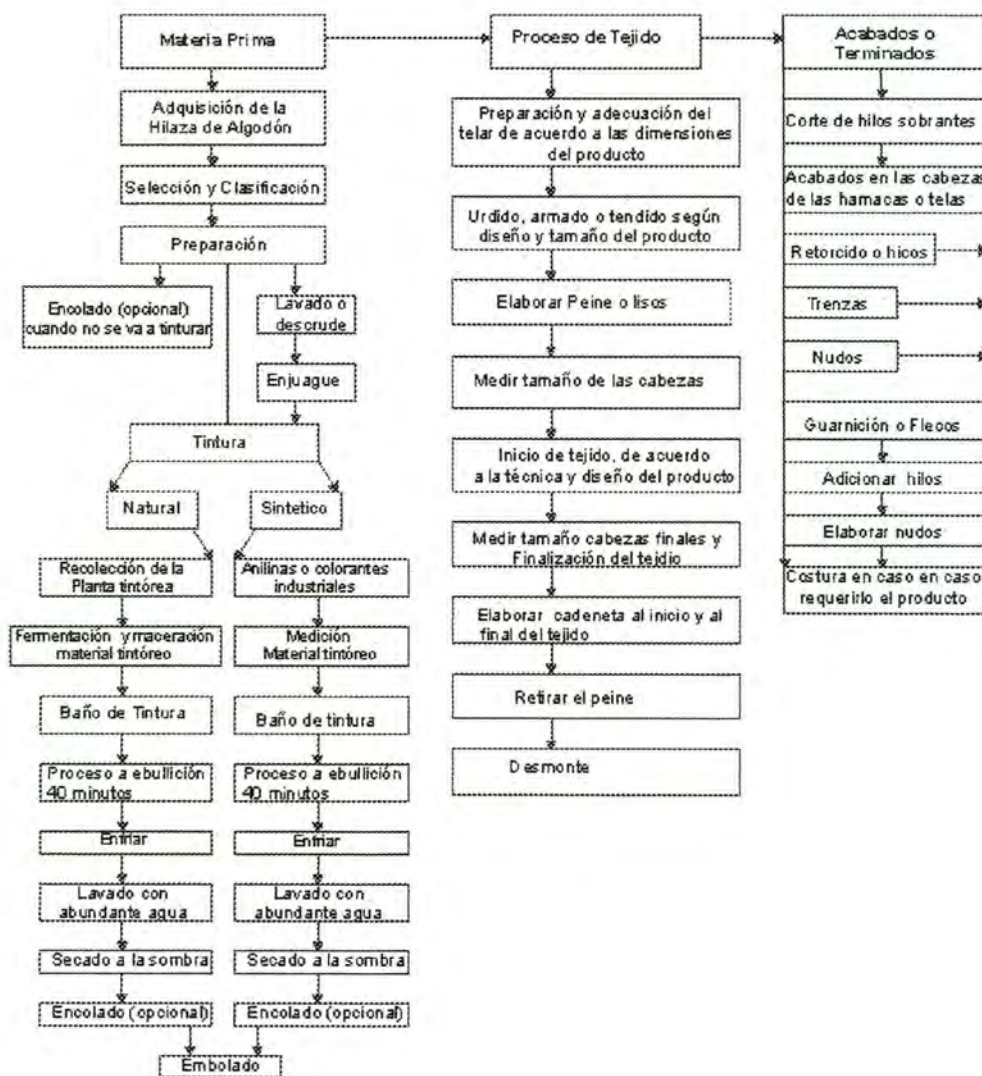 Materia Prima
Adquisición de la
Hilaza de Algodón
Selección y Clasificación
Preparación
Encolado (opcional)
cuando no se va a tinturar
Lavado o
descrude
Enjuague
Tintura
Natural
Sintetico
Recolección de la
Planta tintórea
Fermentación y maceración
material tintóreo
Baño de Tintura
Proceso a ebullición
40 minutos
Enfriar
Lavado con
abundante agua
Secado a la sombra
Encolado (opcional)
Anilinas o colorantes
industriales
Medición
Material tintóreo
Baño de tintura
Proceso a ebullición
40 minutos
Enfriar
Lavado con
abundante agua
Secado a la sombra
Encolado (opcional)
Embolado
Proceso de Tejido
Preparación y adecuación del
telar de acuerdo a las dimensiones
del producto
Urdido, armado o tendido según
diseño y tamaño del producto
Elaborar Peine o lisos
Medir tamaño de las cabezas
Inicio de tejido, de acuerdo
a la técnica y diseño del producto
Medir tamaño cabezas finales y
Finalización del tejdio
Elaborar cadeneta al inicio y al
final del tejido
Retirar el peine
Desmonte
Acabados o
Terminados
Corte de hilos sobrantes
Acabados en las cabezas
de las hamacas o telas
Retorcido o hicos
Trenzas
Nudos
Guarnición o Flecos
Adicionar hilos
Elaborar nudos
Costura en caso en caso
requerirlo el producto